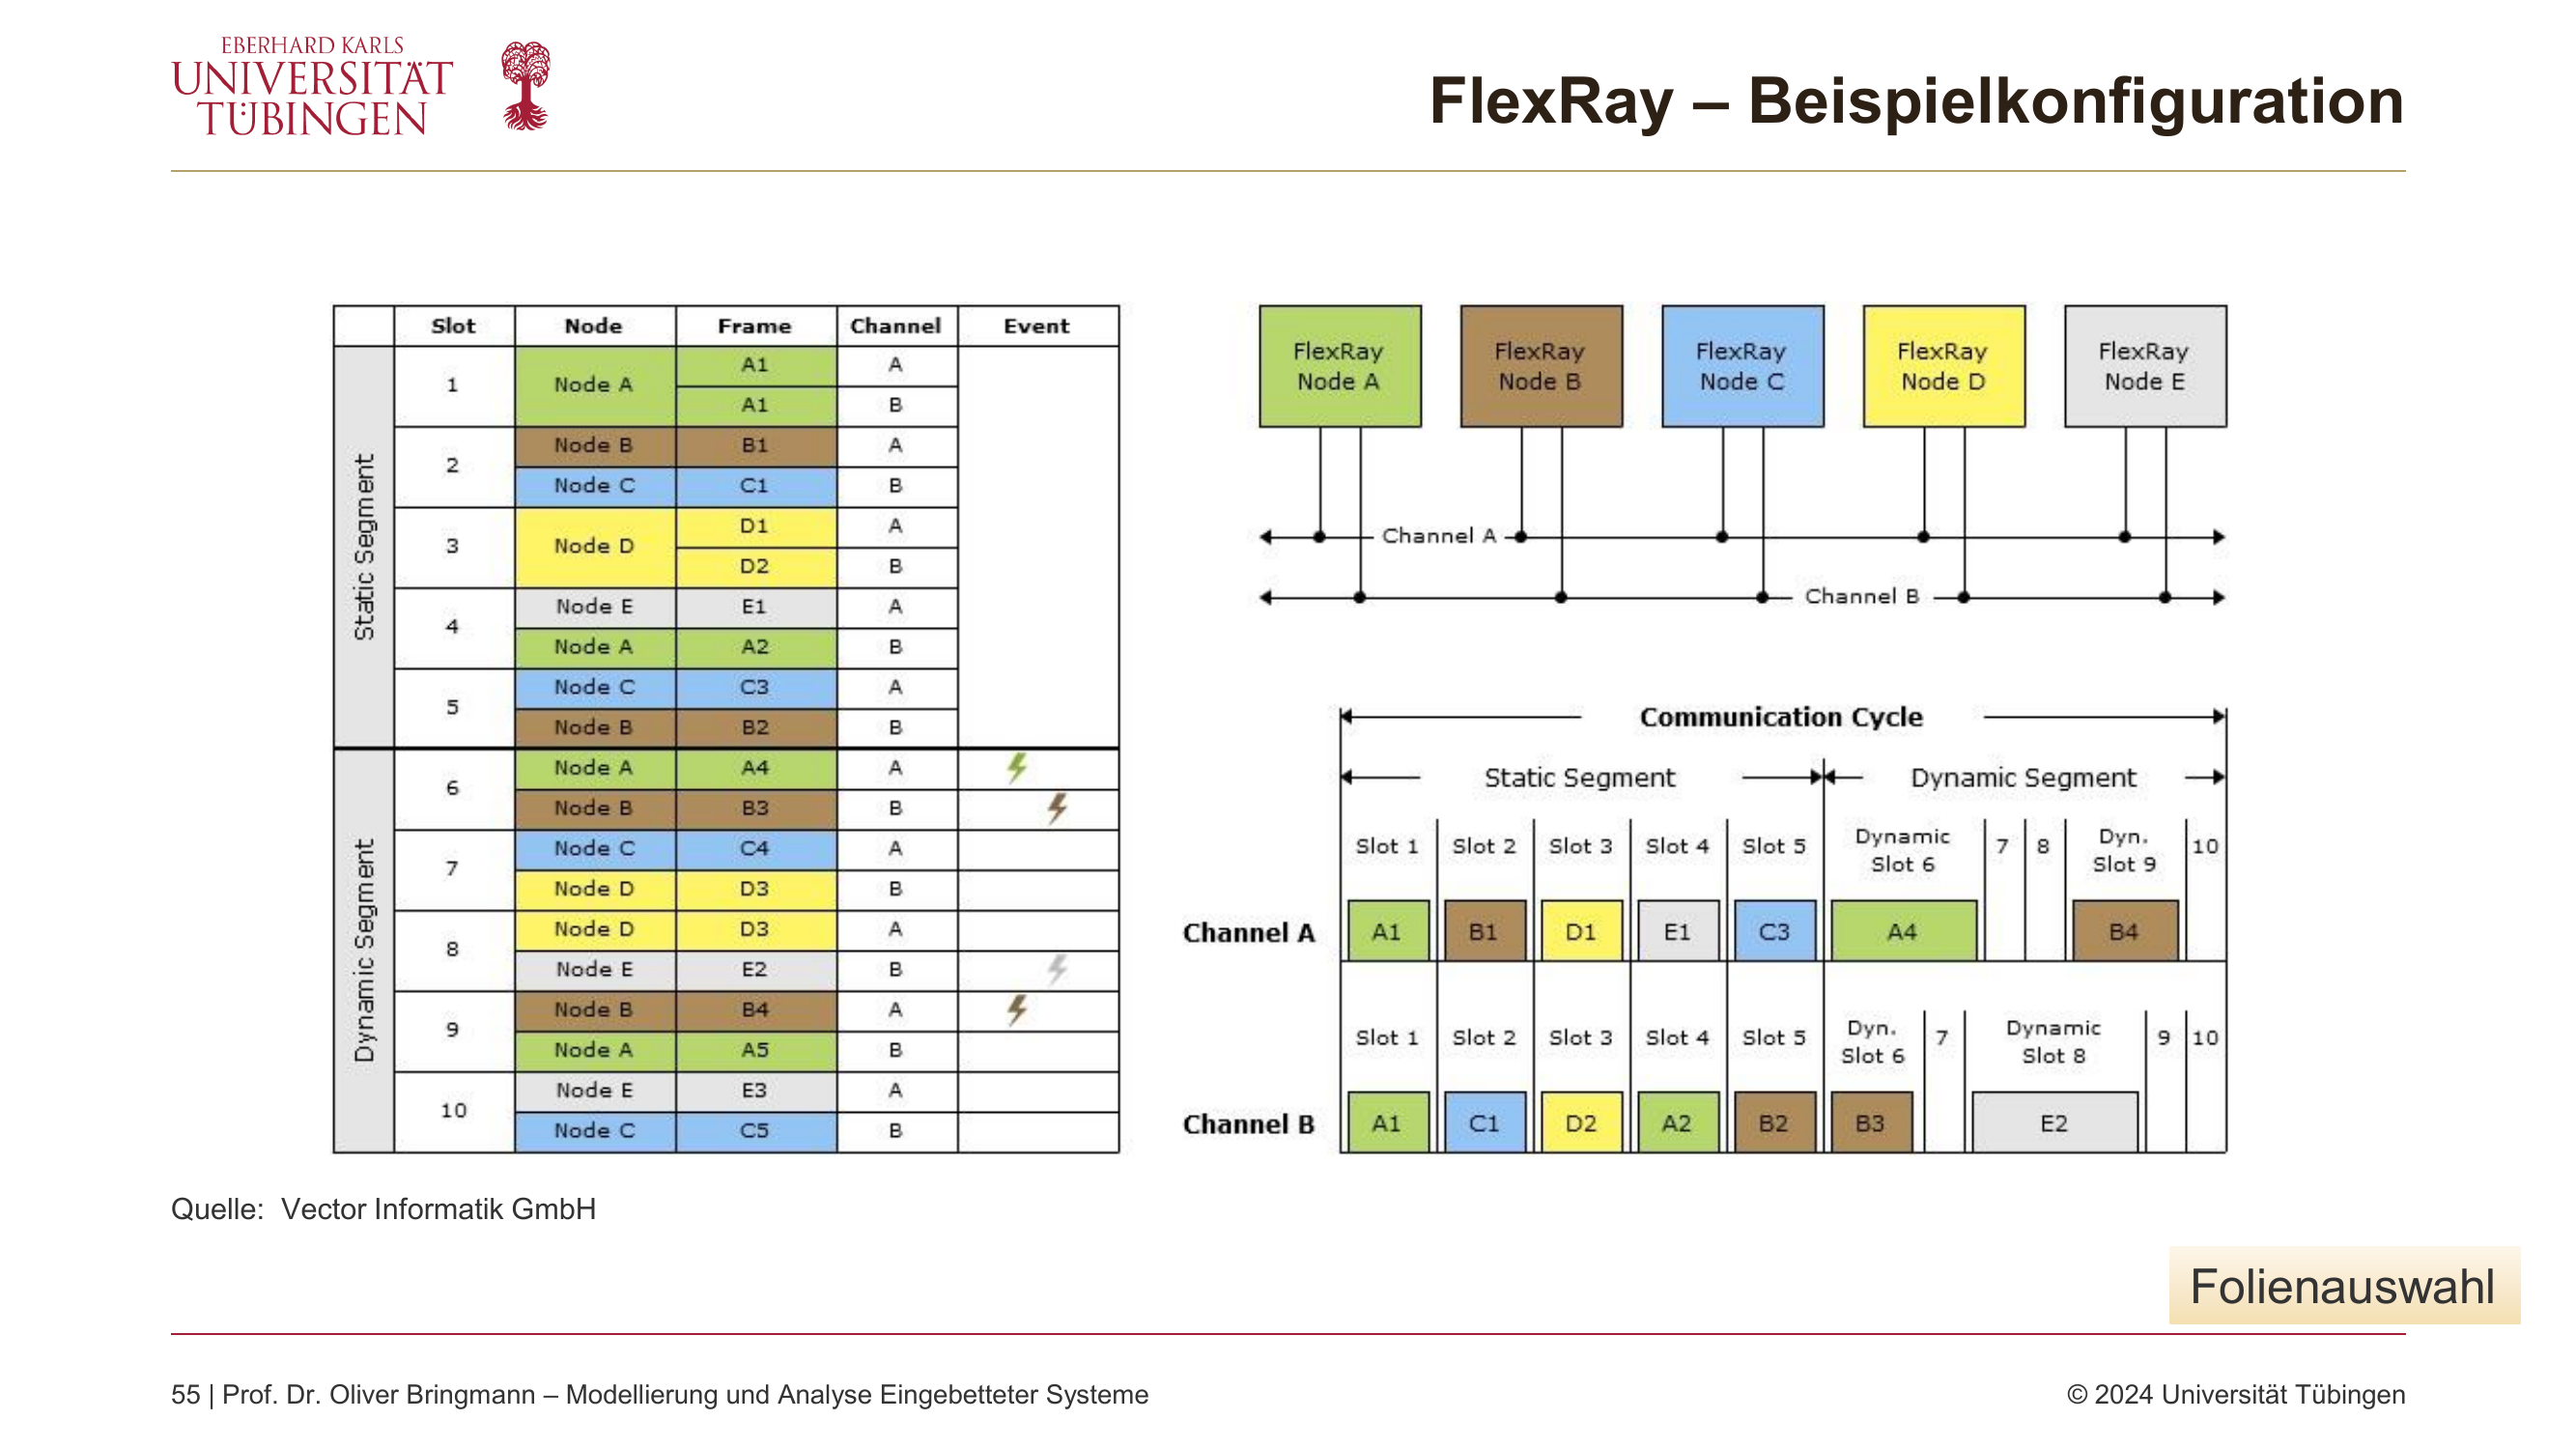 EBERHARD KARLS
UNIVERSITÄT
TÜBINGEN
FlexRay – Beispielkonfiguration
Slot Node Frame Channel Event
Static Segment
1 Node A A1 A
A1 B
2 Node B B1 A
Node C C1 B
3 Node D D1 A
D2 B
4 Node E E1 A
Node A A2 B
5 Node C C3 A
Node B B2 B
Dynamic Segment
6 Node A A4 A
Node B B3 B
7 Node C C4 A
Node D D3 B
8 Node D D3 A
Node E E2 B
9 Node B B4 A
Node A A5 B
10 Node E E3 A
Node C C5 B
FlexRay Node A
FlexRay Node B
FlexRay Node C
FlexRay Node D
FlexRay Node E
Channel A
Channel B
Communication Cycle
Static Segment Dynamic Segment
Slot 1 Slot 2 Slot 3 Slot 4 Slot 5 Dynamic Slot 6 7 8 Dyn. Slot 9 10
Channel A A1 B1 D1 E1 C3 A4 B4
Slot 1 Slot 2 Slot 3 Slot 4 Slot 5 Dyn. Slot 6 7 Dynamic Slot 8 9 10
Channel B A1 C1 D2 A2 B2 B3 E2
Quelle: Vector Informatik GmbH
Folienauswahl
55 | Prof. Dr. Oliver Bringmann – Modellierung und Analyse Eingebetteter Systeme
© 2024 Universität Tübingen